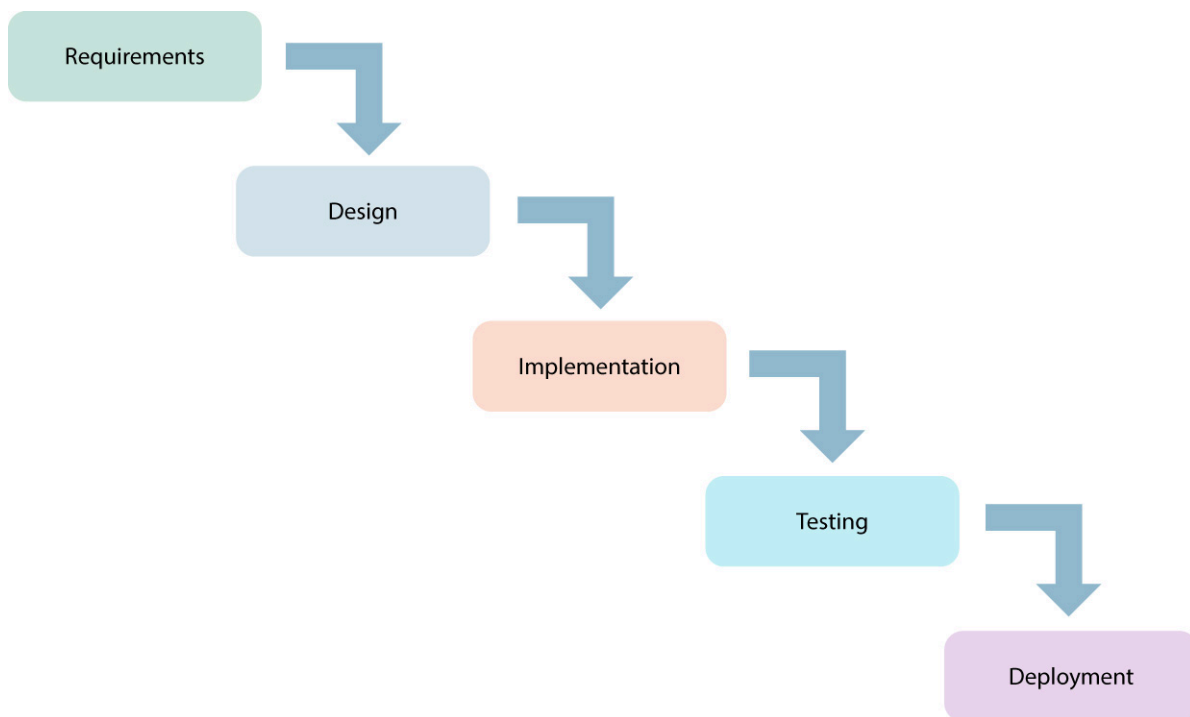 Requirements
Design
Implementation
Testing
Deployment